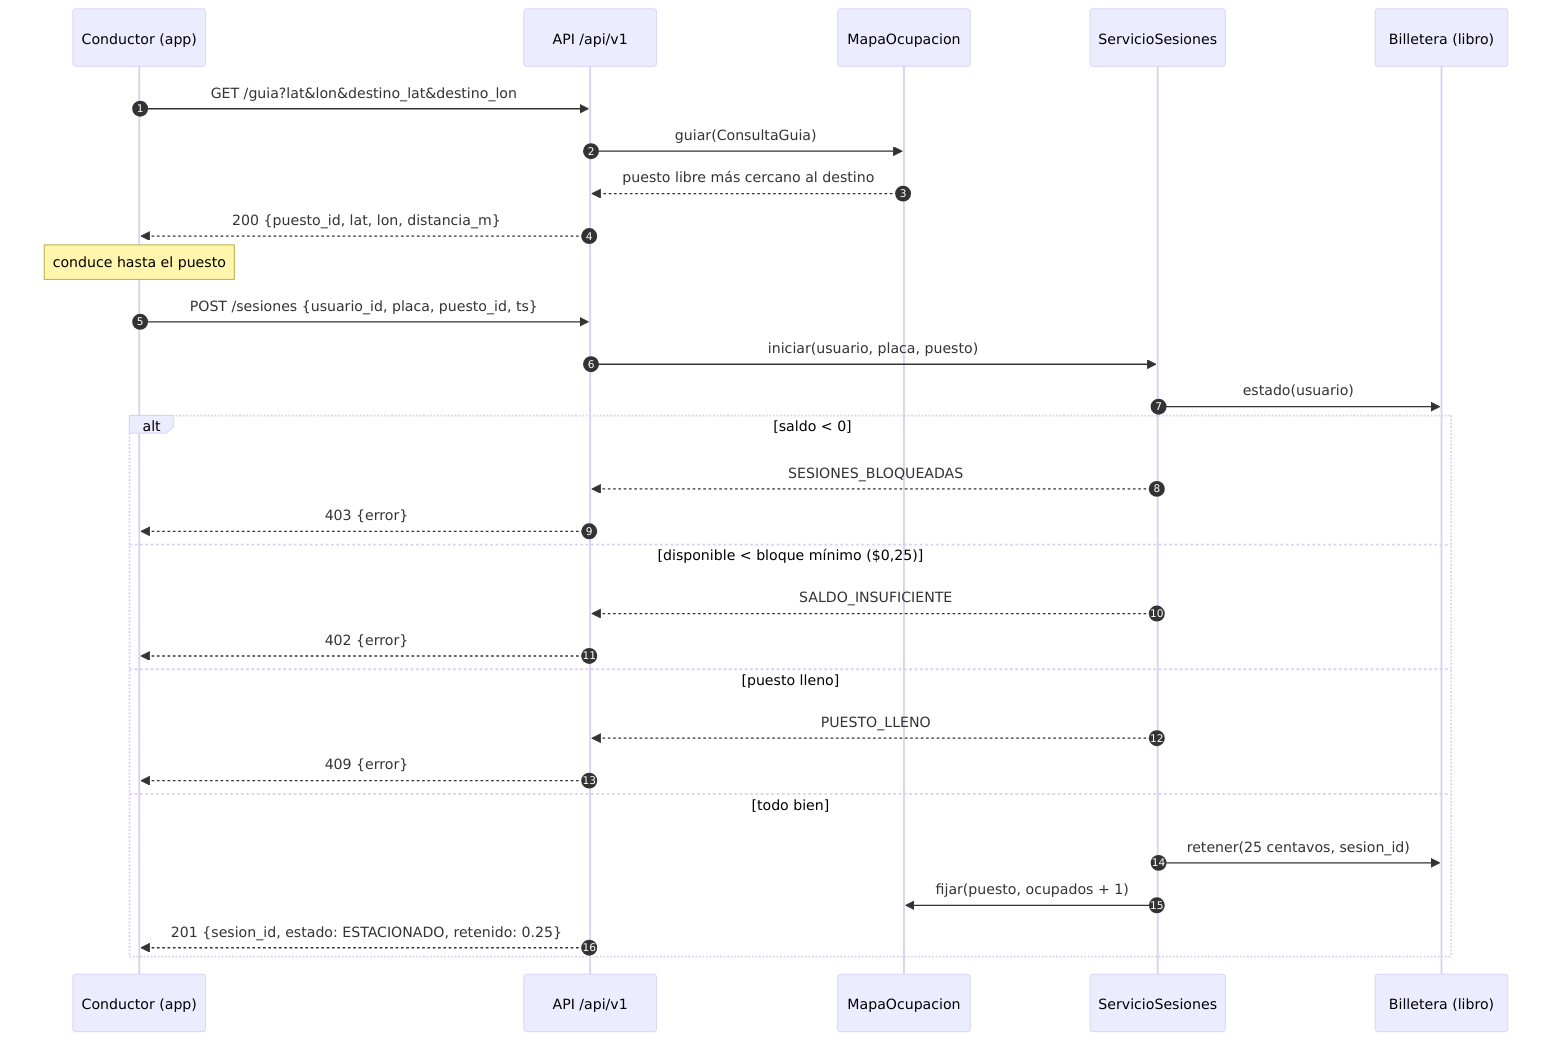 Conductor (app)
API /api/v1
MapaOcupacion
ServicioSesiones
Billetera (libro)
GET /guia?lat&lon&destino_lat&destino_lon
1
guiar(ConsultaGuia)
2
puesto libre más cercano al destino
3
200 {puesto_id, lat, lon, distancia_m}
4
conduce hasta el puesto
POST /sesiones {usuario_id, placa, puesto_id, ts}
5
iniciar(usuario, placa, puesto)
6
estado(usuario)
7
alt
[saldo < 0]
SESIONES_BLOQUEADAS
8
403 {error}
9
[disponible < bloque mínimo ($0,25)]
SALDO_INSUFICIENTE
10
402 {error}
11
[puesto lleno]
PUESTO_LLENO
12
409 {error}
13
[todo bien]
retener(25 centavos, sesion_id)
14
fijar(puesto, ocupados + 1)
15
201 {sesion_id, estado: ESTACIONADO, retenido: 0.25}
16
Conductor (app)
API /api/v1
MapaOcupacion
ServicioSesiones
Billetera (libro)